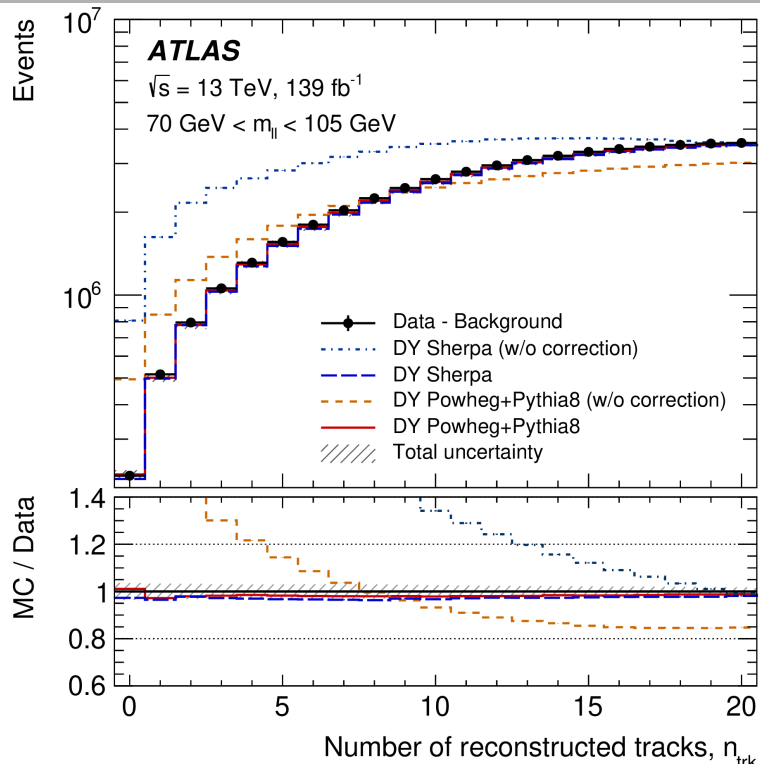 10⁷
Events
ATLAS
√s = 13 TeV, 139 fb⁻¹
70 GeV < m_ll < 105 GeV
10⁶
Data - Background
DY Sherpa (w/o correction)
DY Sherpa
DY Powheg+Pythia8 (w/o correction)
DY Powheg+Pythia8
Total uncertainty
MC / Data
1.4
1.2
1
0.8
0.6
0 5 10 15 20
Number of reconstructed tracks, n_trk